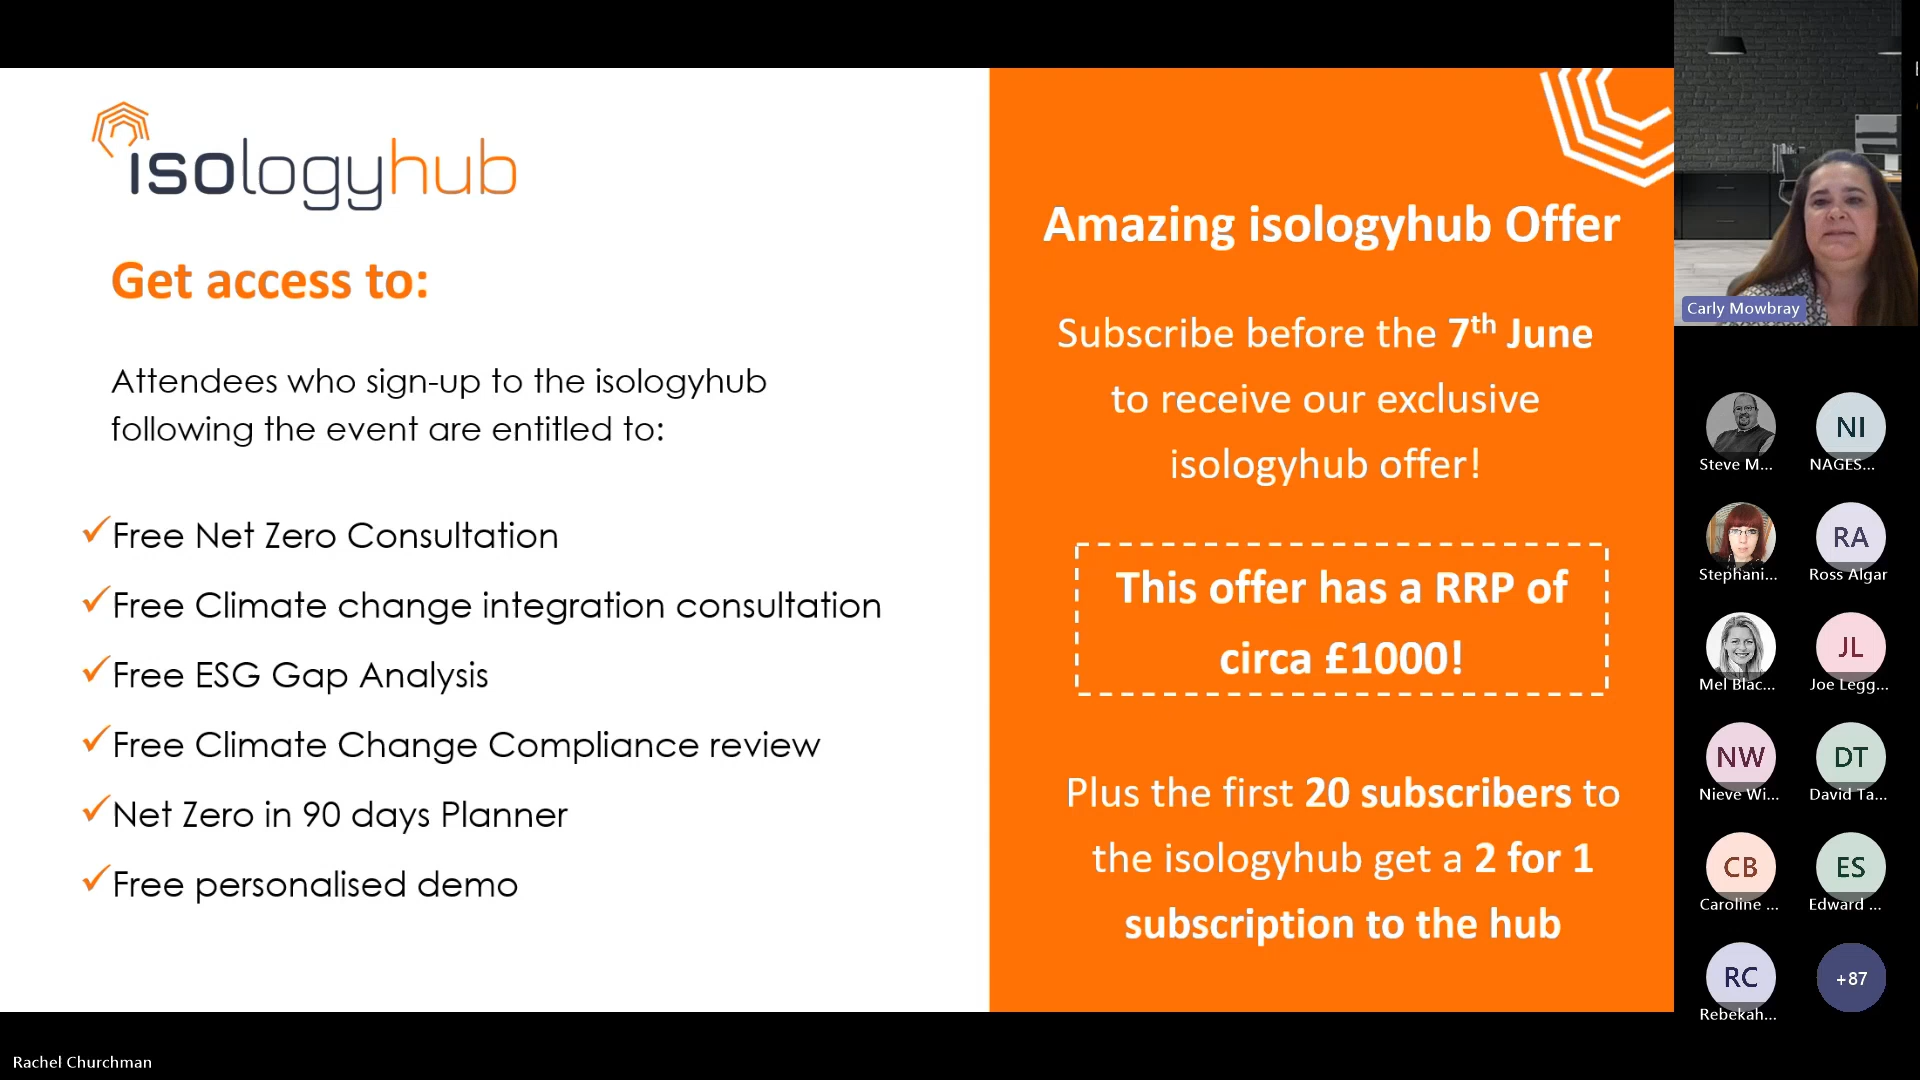 isologyhub
Get access to:
Attendees who sign-up to the isologyhub
following the event are entitled to:
✓Free Net Zero Consultation
✓Free Climate change integration consultation
✓Free ESG Gap Analysis
✓Free Climate Change Compliance review
✓Net Zero in 90 days Planner
✓Free personalised demo
Amazing isologyhub Offer
Subscribe before the 7th June
to receive our exclusive
isologyhub offer!
This offer has a RRP of
circa £1000!
Plus the first 20 subscribers to
the isologyhub get a 2 for 1
subscription to the hub
Carly Mowbray
Steve M...
NI
NAGES...
Stephani...
RA
Ross Algar
Mel Blac...
JL
Joe Legg...
NW
Nieve Wi...
DT
David Ta...
CB
Caroline ...
ES
Edward ...
RC
Rebekah...
+87
Rachel Churchman